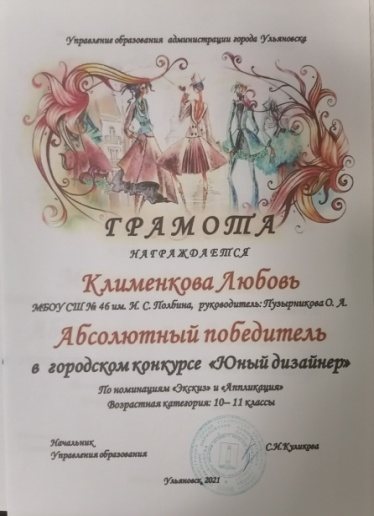 Управление образования администрации города Ульяновска
ГРАМОТА
НАГРАЖДАЕТСЯ
Клименкова Любовь
МБОУ СШ № 46 им. И. С. Полбина, руководитель: Пузырникова О. А.
Абсолютный победитель
в городском конкурсе «Юный дизайнер»
По номинациям «Экскиз» и «Аппликация»
Возрастная категория: 10– 11 классы
Начальник
Управления образования
С.И.Куликова
Ульяновск, 2021